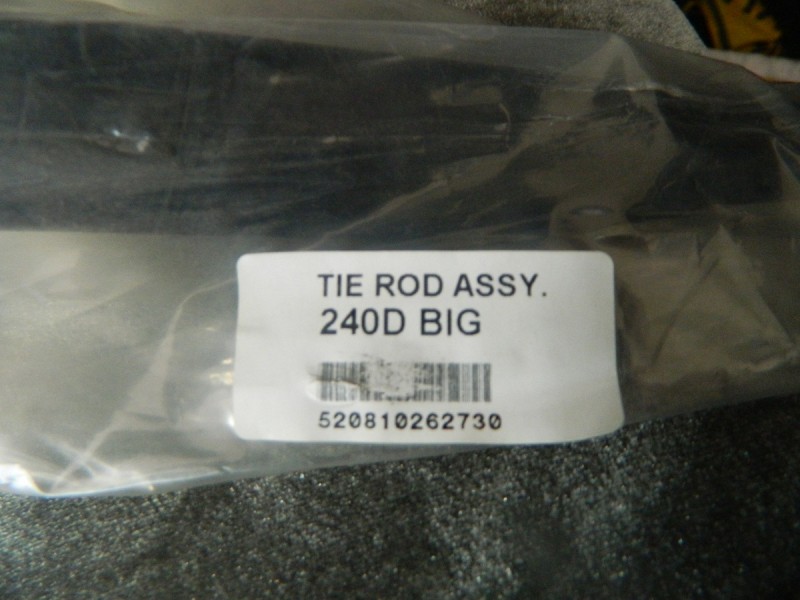 TIE ROD ASSY.
240D BIG
520810262730